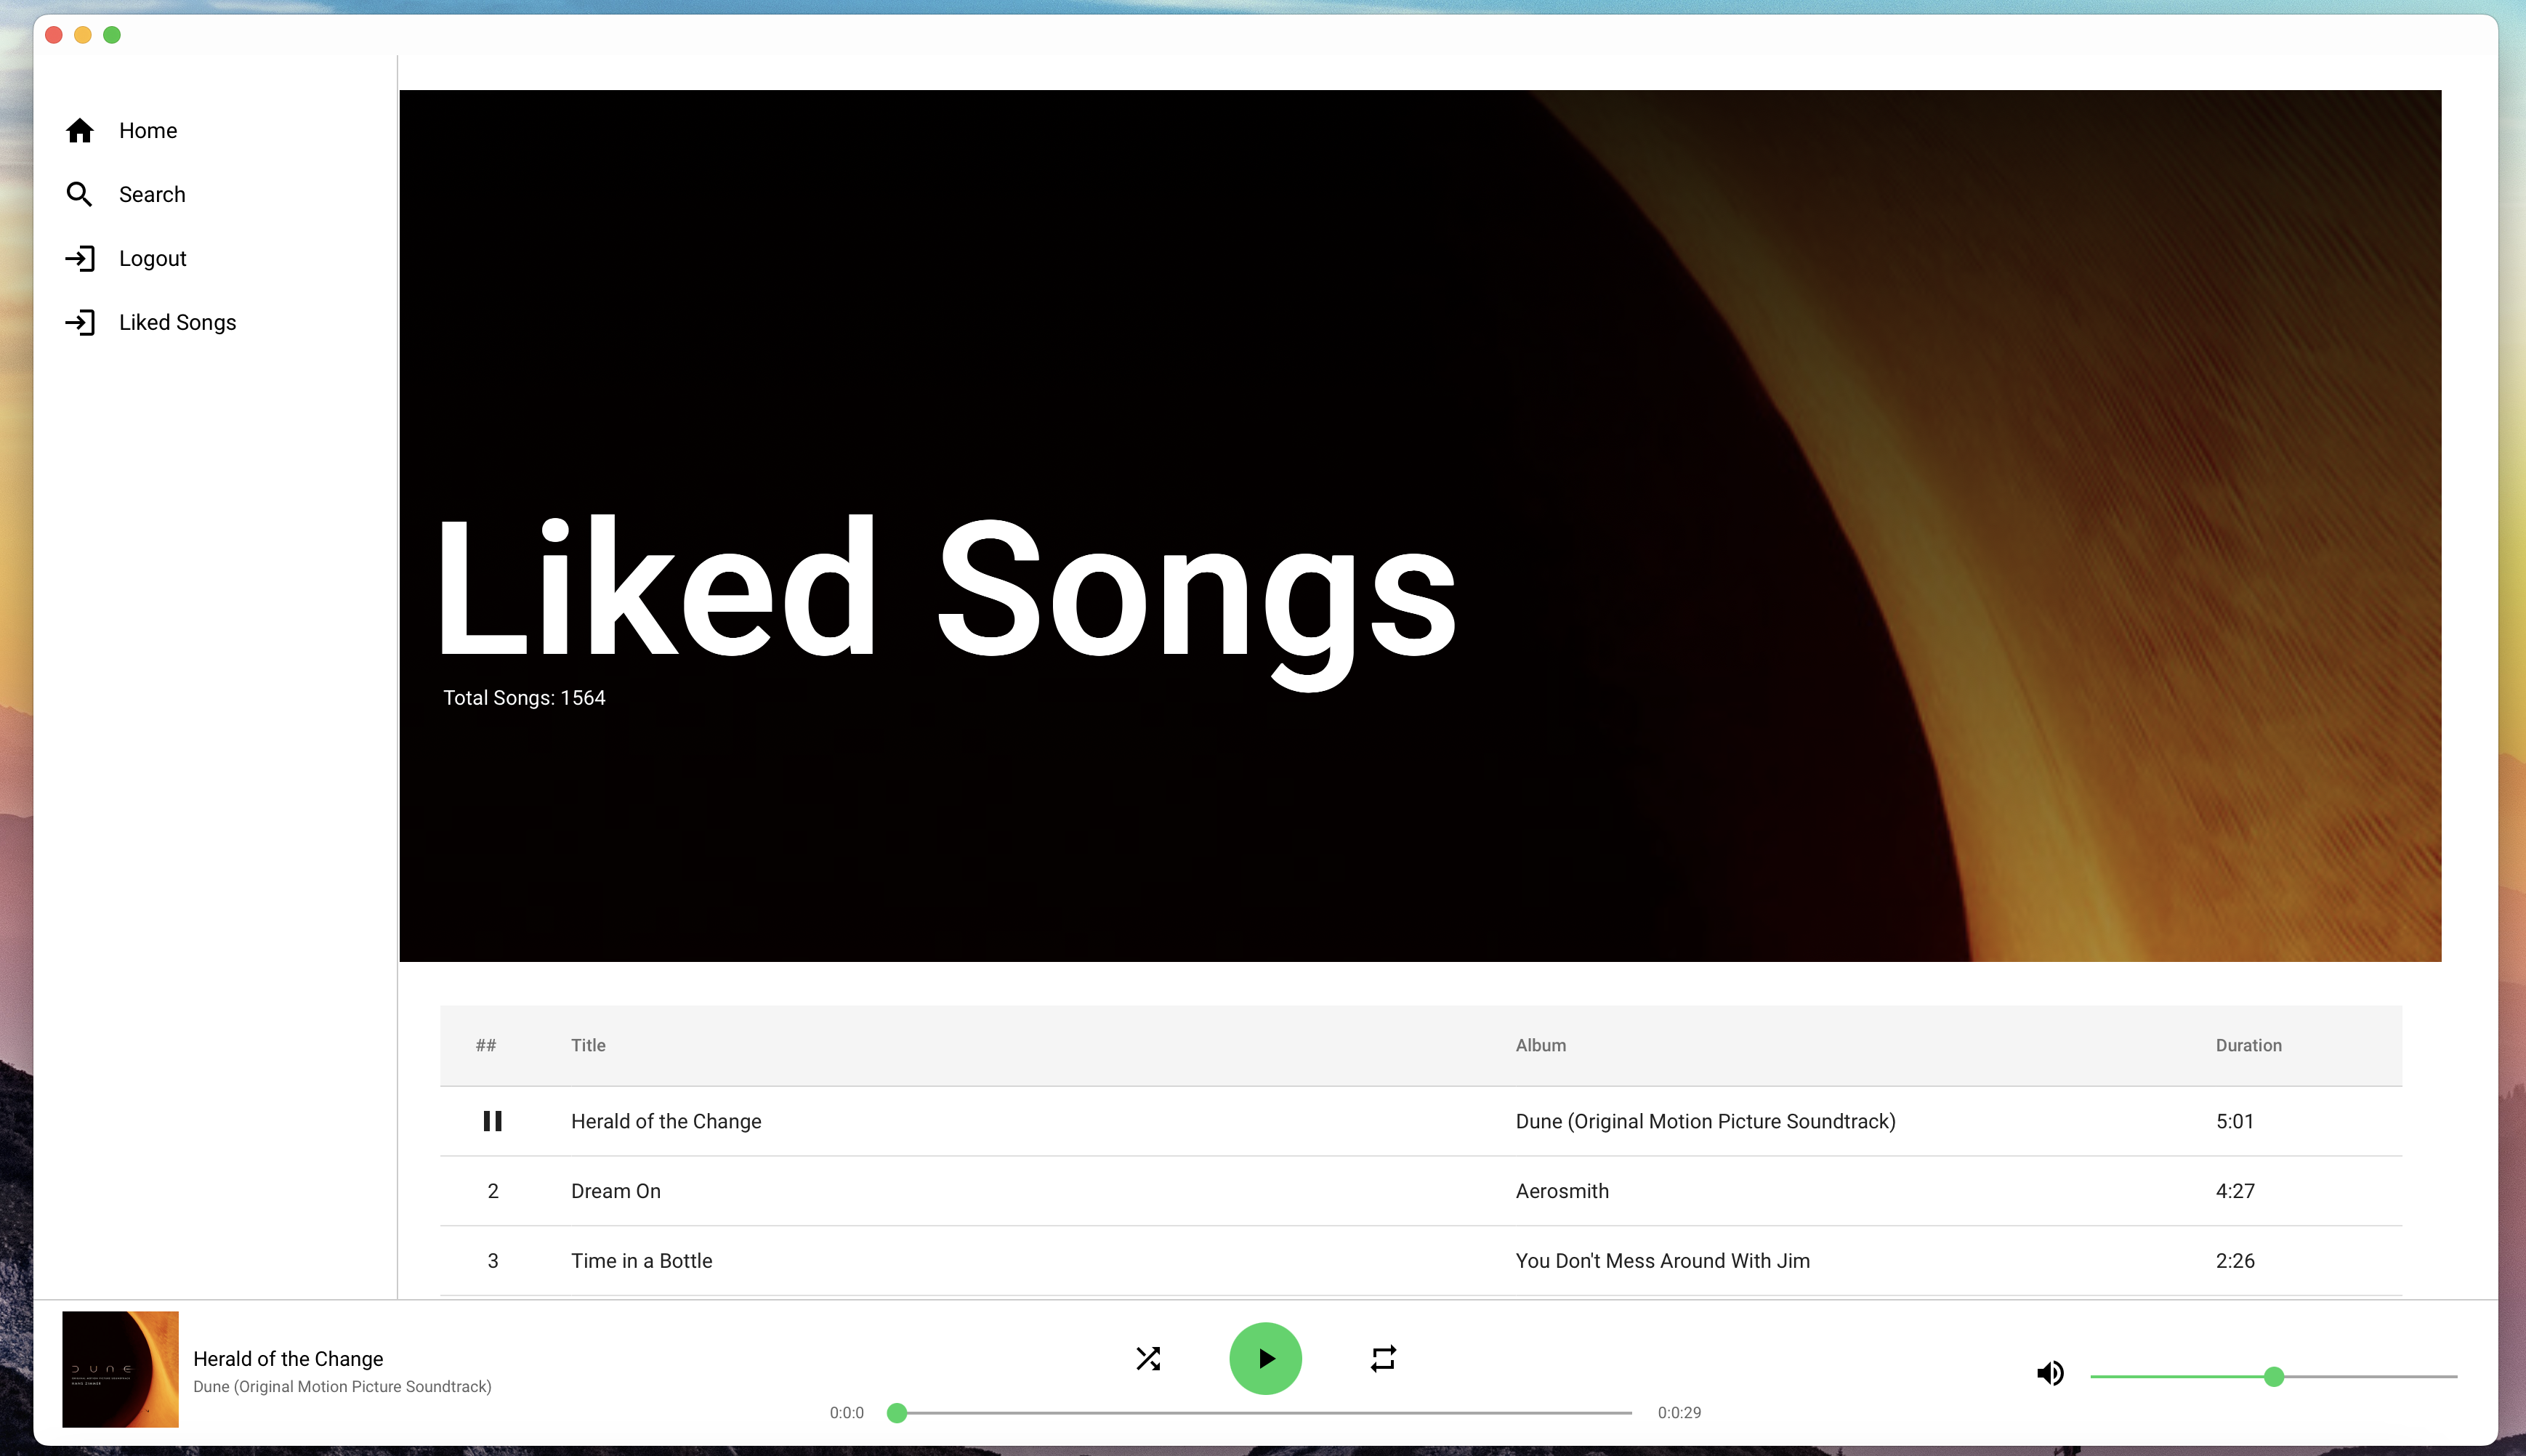 Home
Search
Logout
Liked Songs
Liked Songs
Total Songs: 1564
## Title Album Duration
Herald of the Change Dune (Original Motion Picture Soundtrack) 5:01
2 Dream On Aerosmith 4:27
3 Time in a Bottle You Don't Mess Around With Jim 2:26
DUNE
HANS ZIMMER
Herald of the Change
Dune (Original Motion Picture Soundtrack)
0:0:0 0:0:29